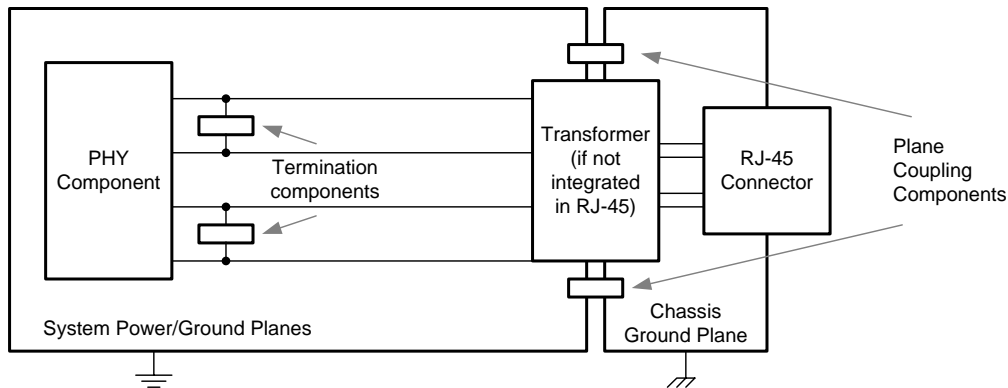 PHY
Component
Termination
components
Transformer
(if not
integrated
in RJ-45)
RJ-45
Connector
Plane
Coupling
Components
System Power/Ground Planes
Chassis
Ground Plane